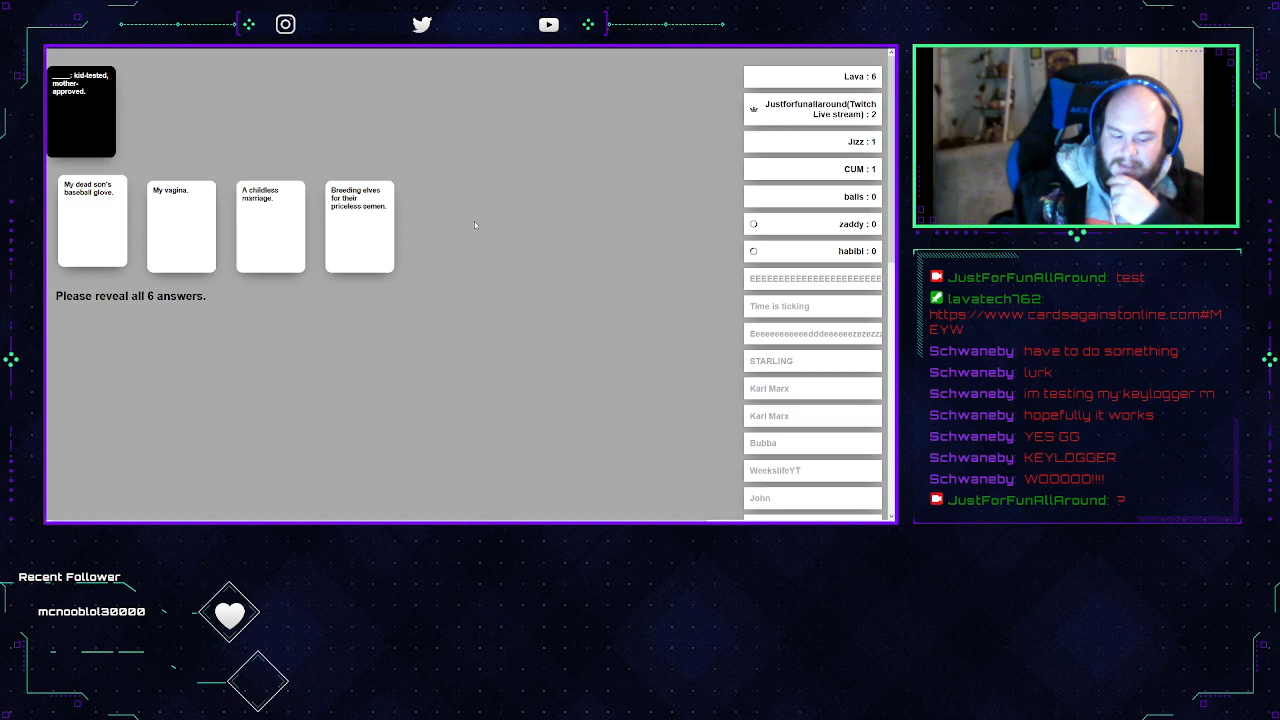 _____: kid-tested,
mother-
approved.
My dead son's
baseball glove.
My vagina.
A childless
marriage.
Breeding elves
for their
priceless semen.
Please reveal all 6 answers.
Lava : 6
Justforfunallaround(Twitch
Live stream) : 2
Jizz : 1
CUM : 1
balls : 0
zaddy : 0
habibi : 0
Time is ticking
STARLING
Karl Marx
Karl Marx
Bubba
WeekslifeYT
John
JustForFunAllAround: test
lavatech762:
https://www.cardsagainstonline.com#M
EYW
Schwaneby: have to do something
Schwaneby: lurk
Schwaneby: im testing my keylogger rn
Schwaneby: hopefully it works
Schwaneby: YES GG
Schwaneby: KEYLOGGER
Schwaneby: WOOOOO!!!!
JustForFunAllAround: ?
Recent Follower
mcnooblol30000